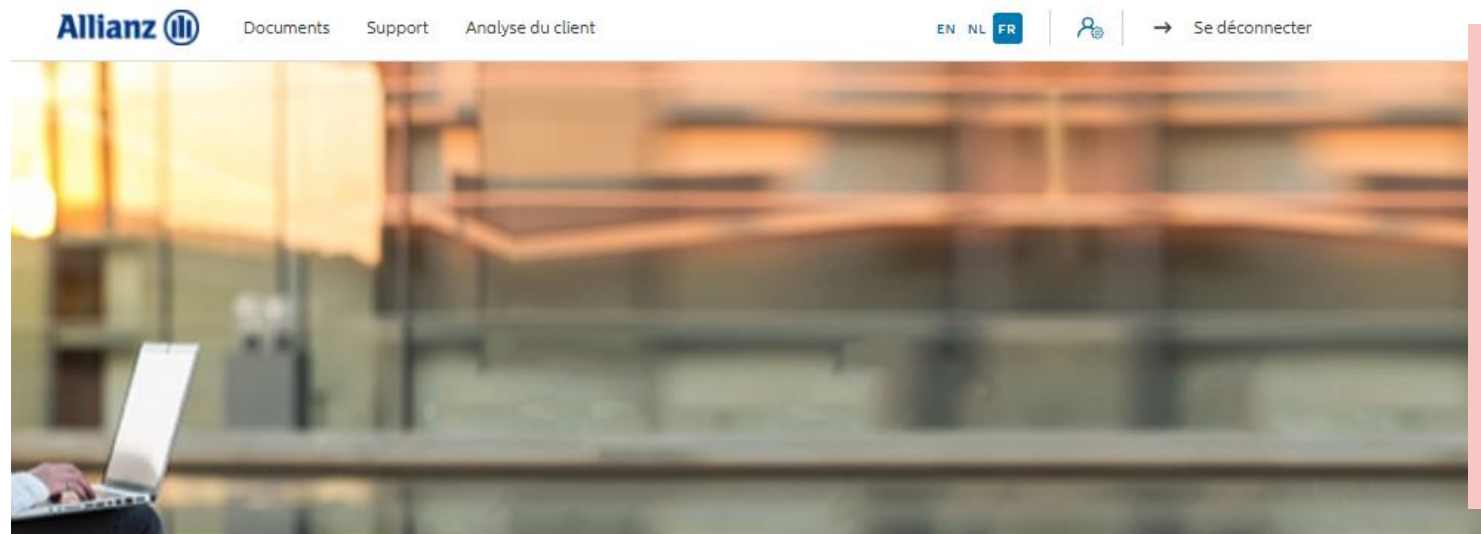 Allianz Documents Support Analyse du client EN NL FR → Se déconnecter